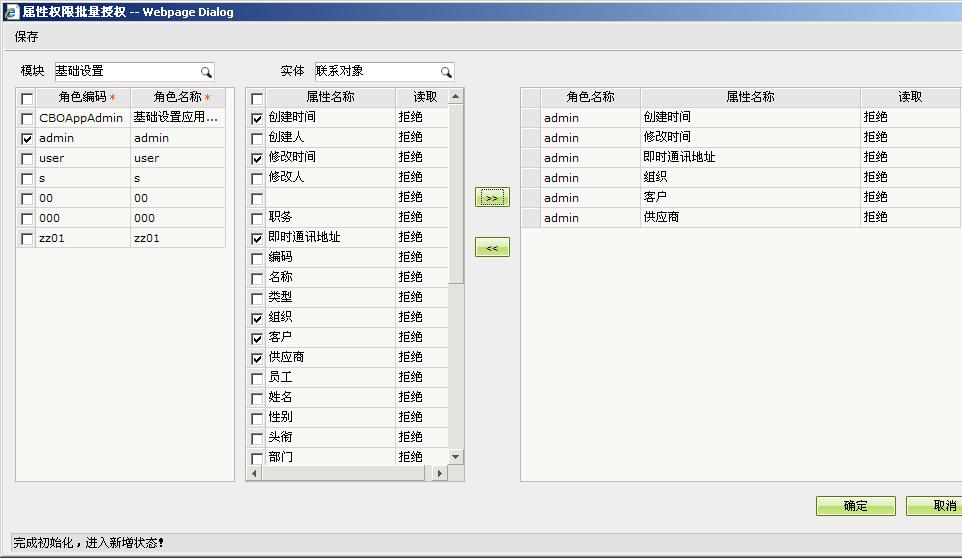 属性权限批量授权 -- Webpage Dialog
保存
模块 基础设置 实体 联系对象
角色编码* 角色名称*
CBOAppAdmin 基础设置应用...
admin admin
user user
s s
00 00
000 000
zz01 zz01
属性名称 读取
创建时间 拒绝
创建人 拒绝
修改时间 拒绝
修改人 拒绝
拒绝
职务 拒绝
即时通讯地址 拒绝
编码 拒绝
名称 拒绝
类型 拒绝
组织 拒绝
客户 拒绝
供应商 拒绝
员工 拒绝
姓名 拒绝
性别 拒绝
头衔 拒绝
部门 拒绝
>>
<<
角色名称 属性名称 读取
admin 创建时间 拒绝
admin 修改时间 拒绝
admin 即时通讯地址 拒绝
admin 组织 拒绝
admin 客户 拒绝
admin 供应商 拒绝
确定 取消
完成初始化，进入新增状态！